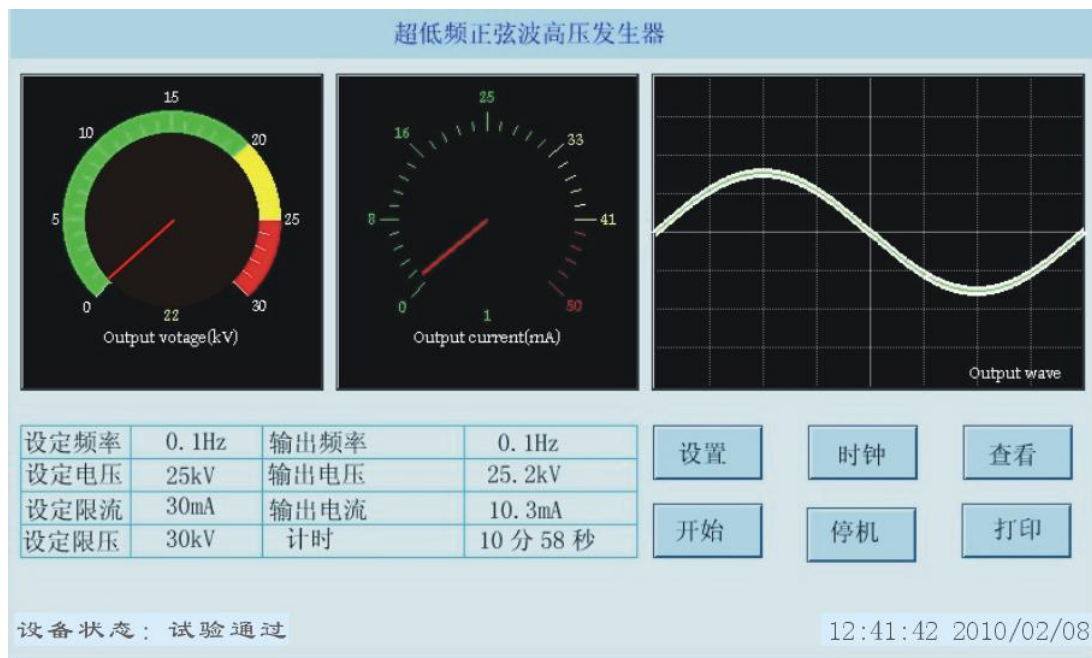 超低频正弦波高压发生器
15
10
20
5
25
0
22
30
Output votage(kV)
25
16
33
8
41
0
1
50
Output current(mA)
Output wave
设定频率 0.1Hz 输出频率 0.1Hz
设定电压 25kV 输出电压 25.2kV
设定限流 30mA 输出电流 10.3mA
设定限压 30kV 计时 10分58秒
设置 时钟 查看
开始 停机 打印
设备状态: 试验通过
12:41:42 2010/02/08